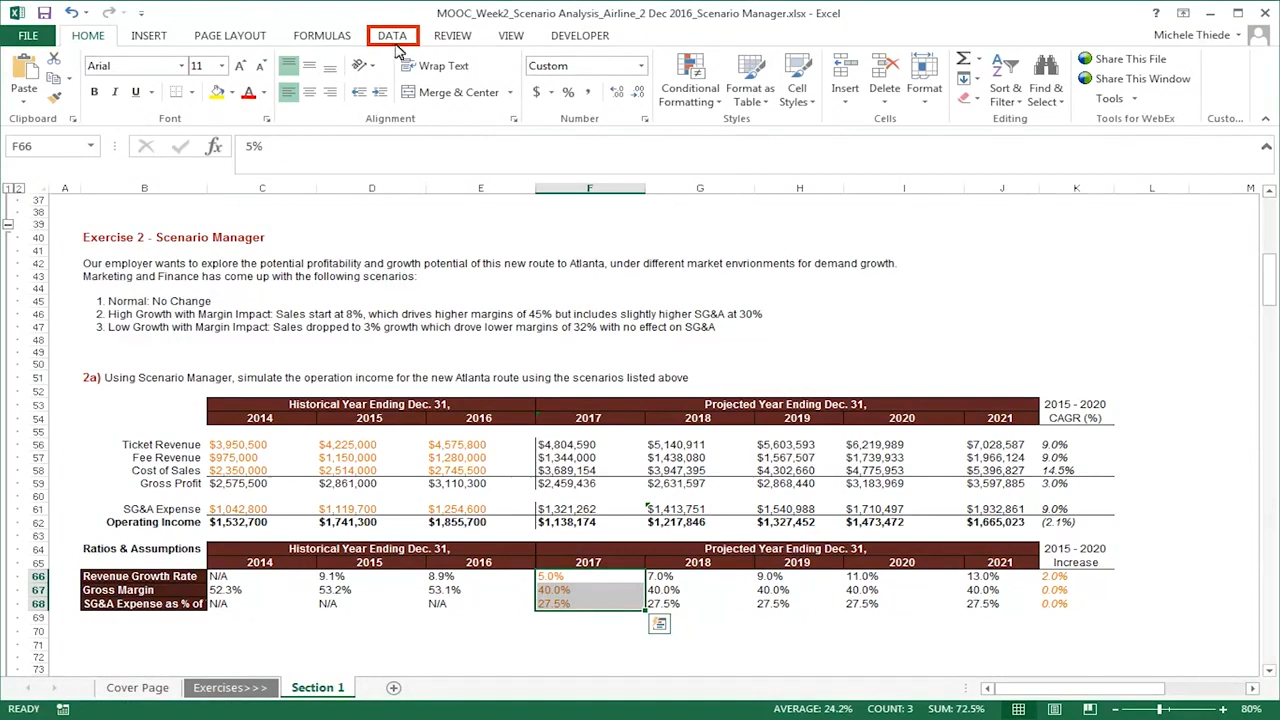 MOOC_Week2_Scenario Analysis_Airline_2 Dec 2016_Scenario Manager.xlsx - Excel
FILE HOME INSERT PAGE LAYOUT FORMULAS DATA REVIEW VIEW DEVELOPER Michele Thiede
Paste
Clipboard
Arial 11
B I U
Font
Wrap Text
Merge & Center
Alignment
Custom
$ % ,
Number
Conditional Formatting
Format as Table
Cell Styles
Styles
Insert Delete Format
Cells
Sort & Filter
Find & Select
Editing
Share This File
Share This Window
Tools
Tools for WebEx
Custo...
F66 fx 5%
1 2 A B C D E F G H I J K L M
37
38
39
40 Exercise 2 - Scenario Manager
41
42 Our employer wants to explore the potential profitability and growth potential of this new route to Atlanta, under different market envrionments for demand growth.
43 Marketing and Finance has come up with the following scenarios:
44
45 1. Normal: No Change
46 2. High Growth with Margin Impact: Sales start at 8%, which drives higher margins of 45% but includes slightly higher SG&A at 30%
47 3. Low Growth with Margin Impact: Sales dropped to 3% growth which drove lower margins of 32% with no effect on SG&A
48
49
50
51 2a) Using Scenario Manager, simulate the operation income for the new Atlanta route using the scenarios listed above
52
53 Historical Year Ending Dec. 31, Projected Year Ending Dec. 31, 2015 - 2020
54 2014 2015 2016 2017 2018 2019 2020 2021 CAGR (%)
55
56 Ticket Revenue $3,950,500 $4,225,000 $4,575,800 $4,804,590 $5,140,911 $5,603,593 $6,219,989 $7,028,587 9.0%
57 Fee Revenue $975,000 $1,150,000 $1,280,000 $1,344,000 $1,438,080 $1,567,507 $1,739,933 $1,966,124 9.0%
58 Cost of Sales $2,350,000 $2,514,000 $2,745,500 $3,689,154 $3,947,395 $4,302,660 $4,775,953 $5,396,827 14.5%
59 Gross Profit $2,575,500 $2,861,000 $3,110,300 $2,459,436 $2,631,597 $2,868,440 $3,183,969 $3,597,885 3.0%
60
61 SG&A Expense $1,042,800 $1,119,700 $1,254,600 $1,321,262 $1,413,751 $1,540,988 $1,710,497 $1,932,861 9.0%
62 Operating Income $1,532,700 $1,741,300 $1,855,700 $1,138,174 $1,217,846 $1,327,452 $1,473,472 $1,665,023 (2.1%)
63
64 Ratios & Assumptions Historical Year Ending Dec. 31, Projected Year Ending Dec. 31, 2015 - 2020
65 2014 2015 2016 2017 2018 2019 2020 2021 Increase
66 Revenue Growth Rate N/A 9.1% 8.9% 5.0% 7.0% 9.0% 11.0% 13.0% 2.0%
67 Gross Margin 52.3% 53.2% 53.1% 40.0% 40.0% 40.0% 40.0% 40.0% 0.0%
68 SG&A Expense as % of N/A N/A N/A 27.5% 27.5% 27.5% 27.5% 27.5% 0.0%
69
70
71
72
73
Cover Page Exercises>>> Section 1
READY AVERAGE: 24.2% COUNT: 3 SUM: 72.5% 80%